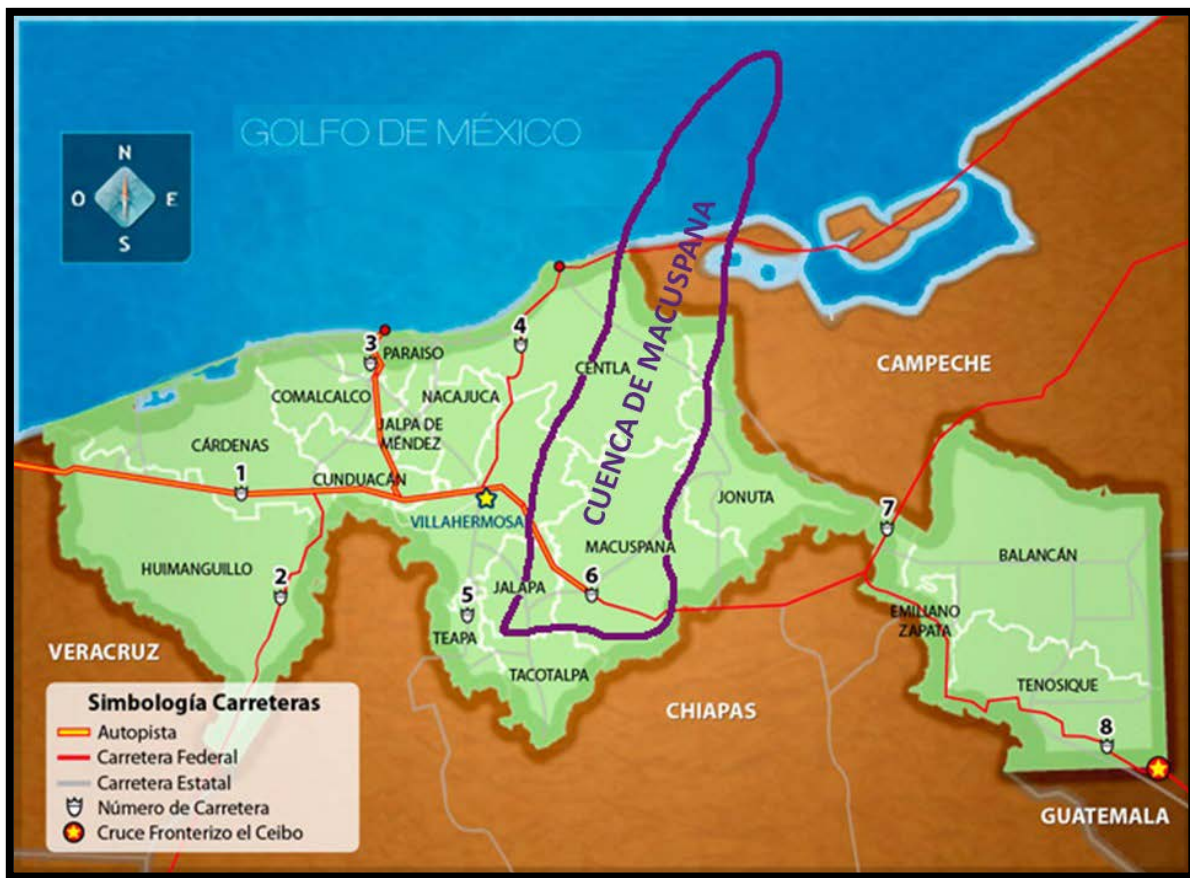 GOLFO DE MÉXICO
N
O E
S
CUENCA DE MACUSPANA
4
3
PARAISO
CENTLA
CAMPECHE
COMALCALCO
NACAJUCA
JALPA DE
MÉNDEZ
CÁRDENAS
1
CUNDUACÁN
VILLAHERMOSA
JONUTA
7
MACUSPANA
BALANCÁN
HUIMANGUILLO
2
5
JALAPA
6
TEAPA
EMILIANO
ZAPATA
VERACRUZ
TACOTALPA
TENOSIQUE
CHIAPAS
8
GUATEMALA
Simbología Carreteras
Autopista
Carretera Federal
Carretera Estatal
Número de Carretera
Cruce Fronterizo el Ceibo